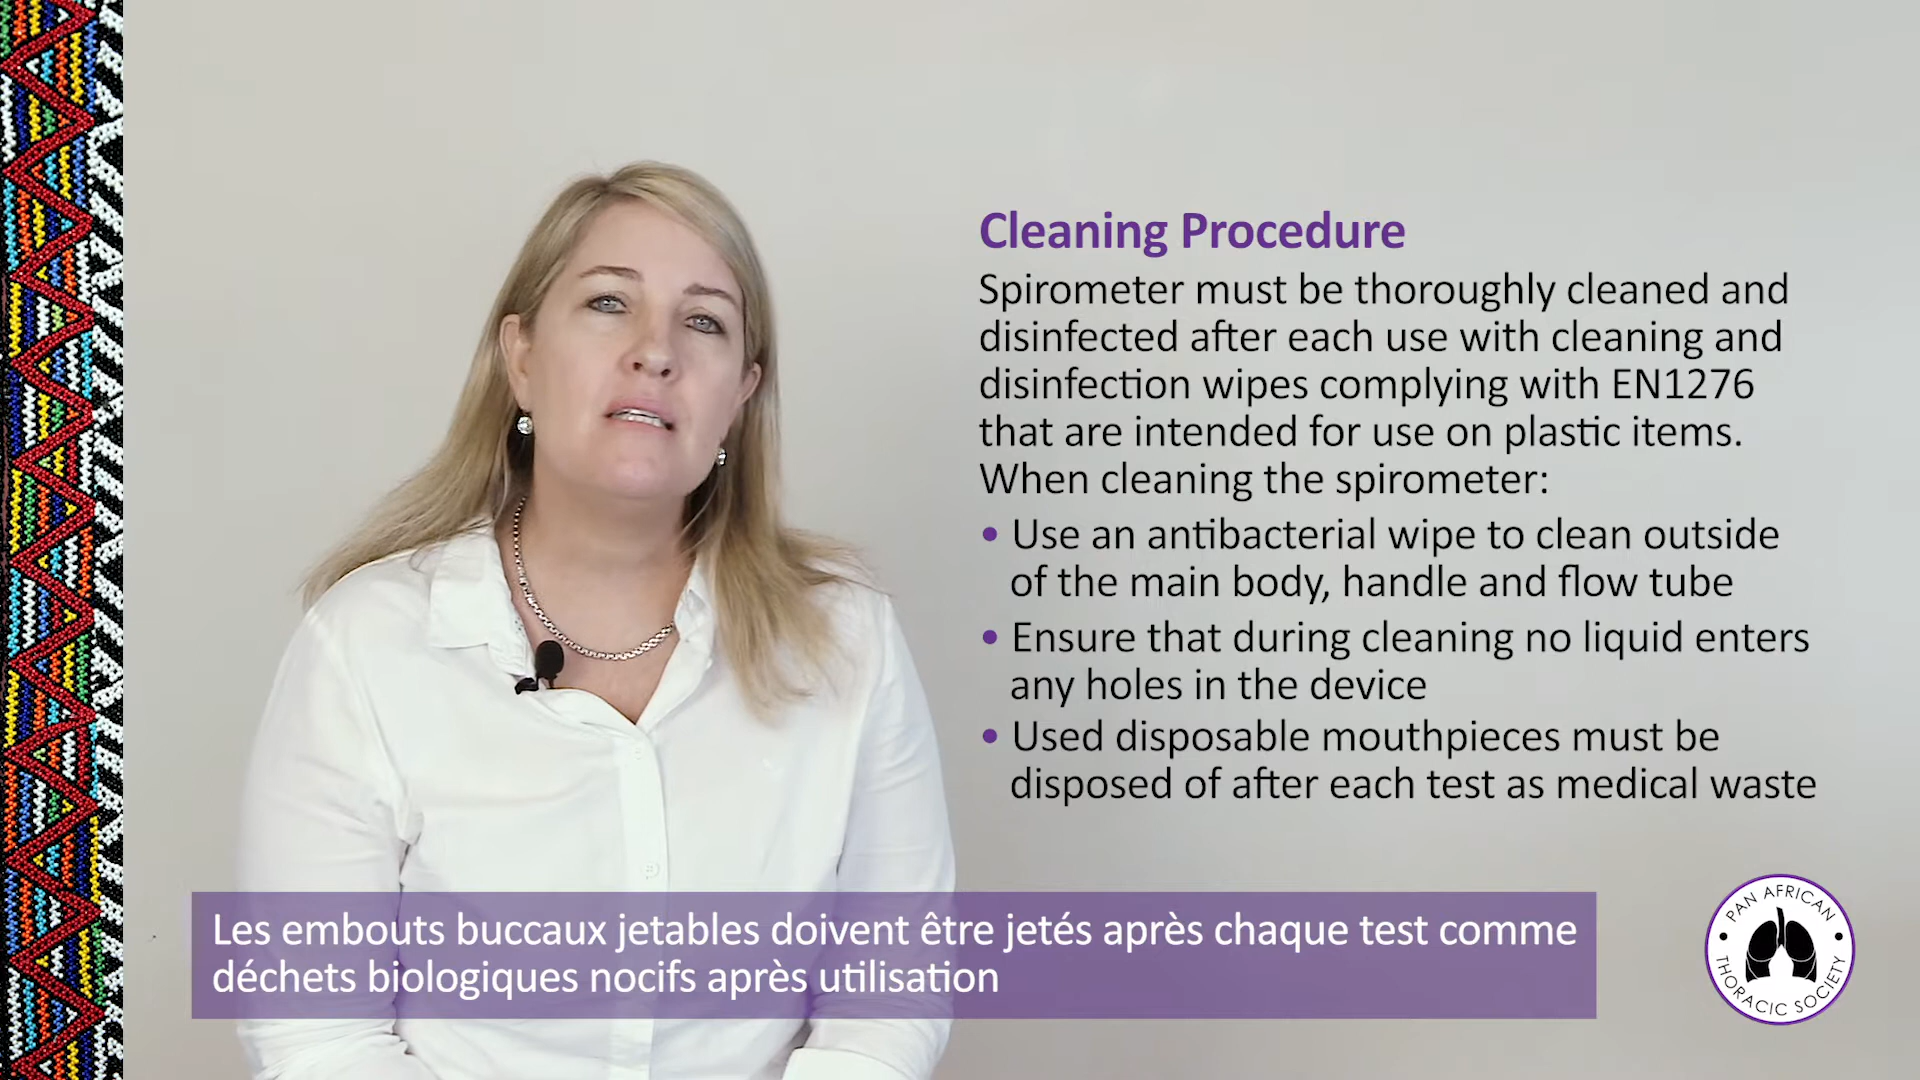 Cleaning Procedure
Spirometer must be thoroughly cleaned and
disinfected after each use with cleaning and
disinfection wipes complying with EN1276
that are intended for use on plastic items.
When cleaning the spirometer:
• Use an antibacterial wipe to clean outside
of the main body, handle and flow tube
• Ensure that during cleaning no liquid enters
any holes in the device
• Used disposable mouthpieces must be
disposed of after each test as medical waste
Les embouts buccaux jetables doivent être jetés après chaque test comme
déchets biologiques nocifs après utilisation
PAN AFRICAN
THORACIC SOCIETY